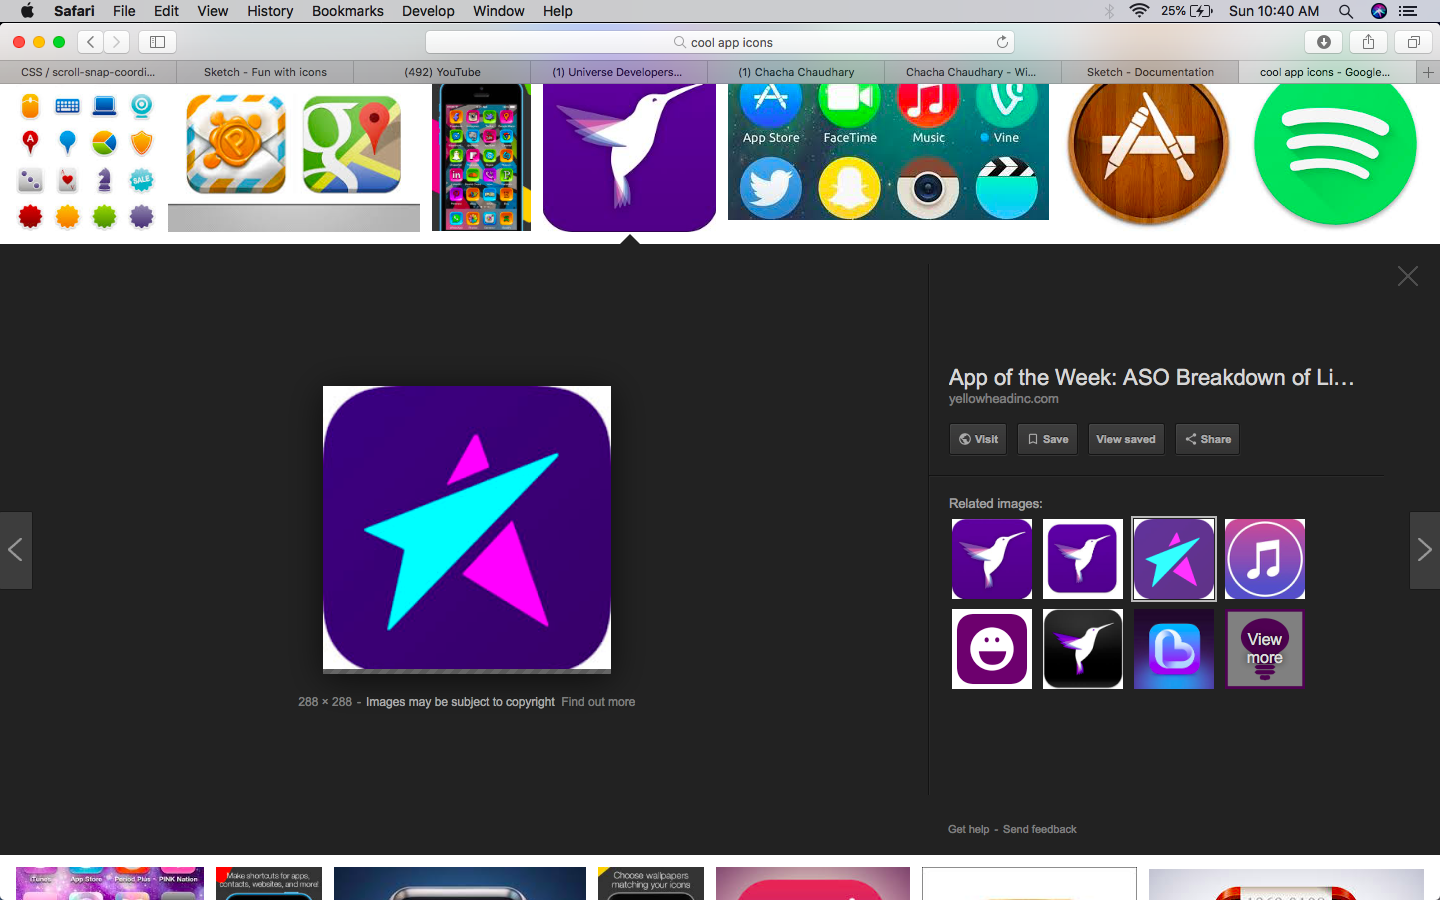 Safari File Edit View History Bookmarks Develop Window Help 25% Sun 10:40 AM
cool app icons
CSS / scroll-snap-coordi... Sketch - Fun with icons (492) YouTube (1) Universe Developers... (1) Chacha Chaudhary Chacha Chaudhary - Wi... Sketch - Documentation cool app icons - Google...
A
SALE
g
in
App Store FaceTime Music Vine
App of the Week: ASO Breakdown of Li...
yellowheadinc.com
Visit Save View saved Share
Related images:
View
more
288 × 288 - Images may be subject to copyright Find out more
Get help - Send feedback
iTunes App Store Period Plus PINK Nation
Make shortcuts for apps,
contacts, websites, and more!
Choose wallpapers
matching your icons